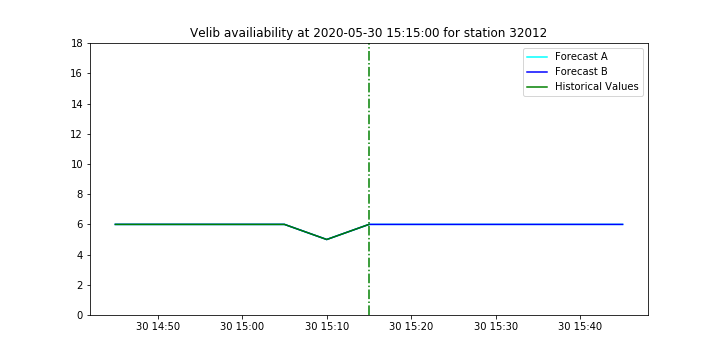 Velib availiability at 2020-05-30 15:15:00 for station 32012
18
16
14
12
10
8
6
4
2
0
Forecast A
Forecast B
Historical Values
30 14:50 30 15:00 30 15:10 30 15:20 30 15:30 30 15:40